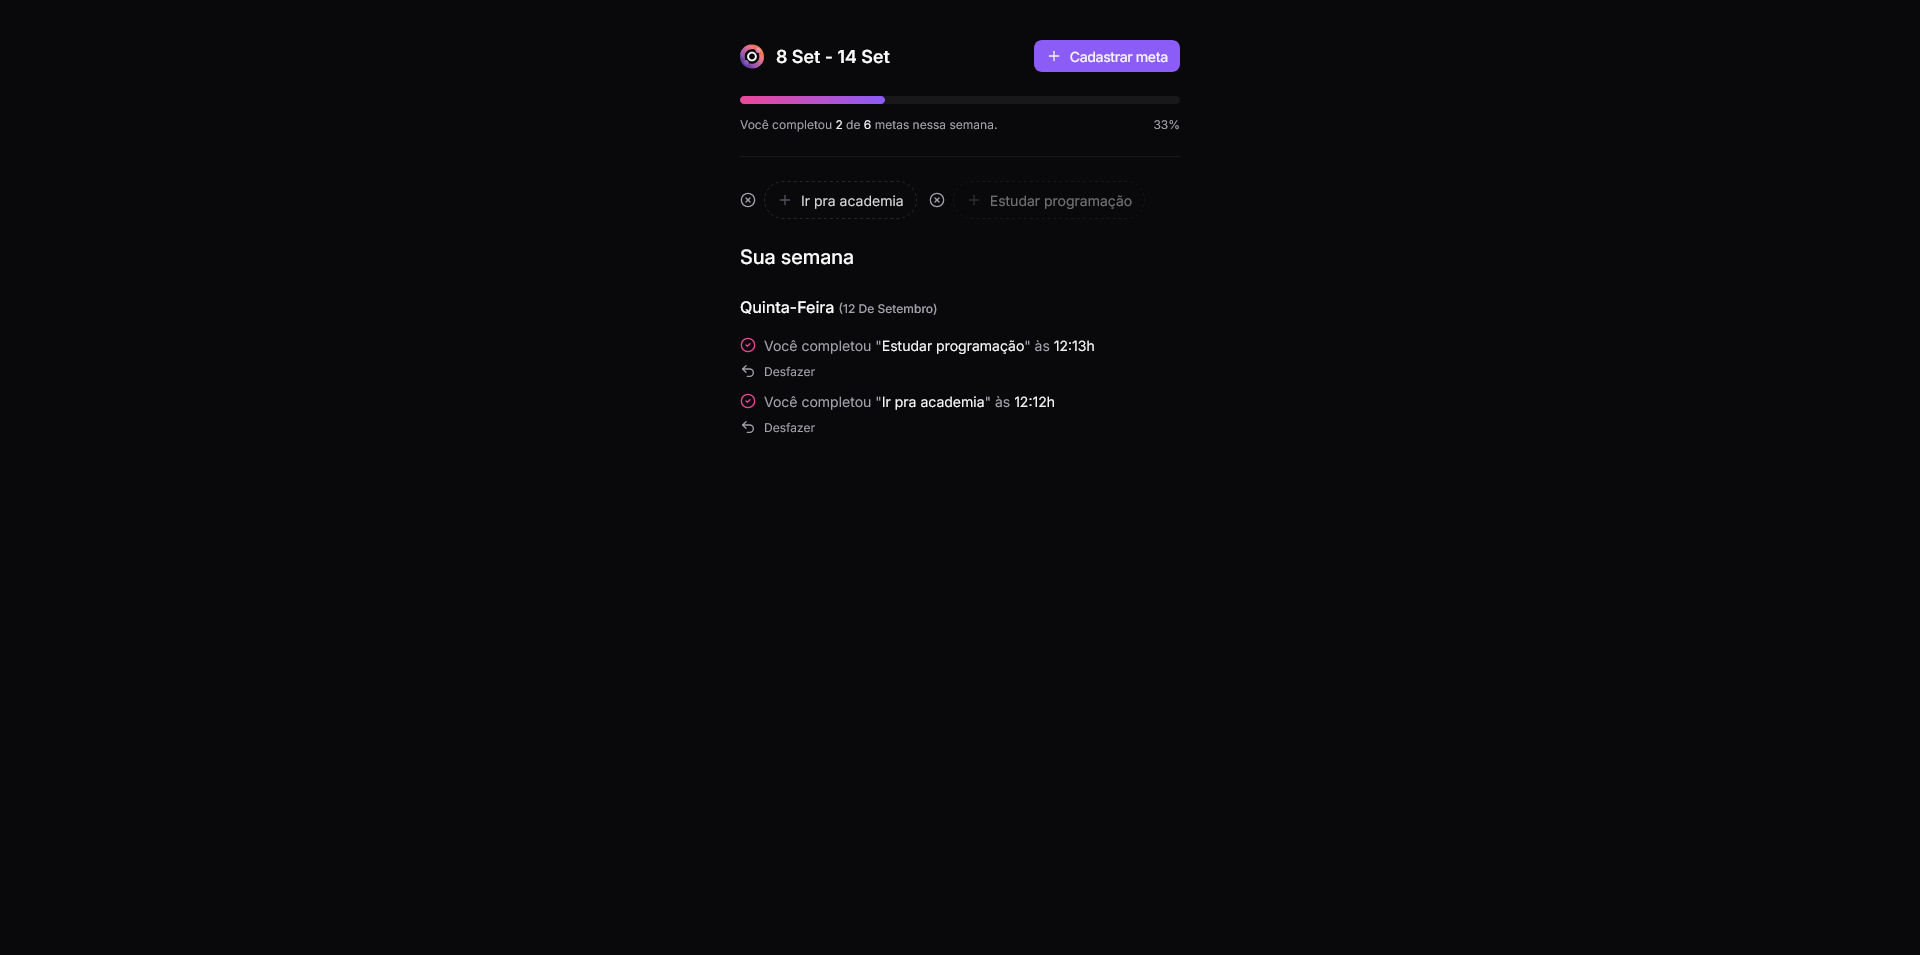 8 Set - 14 Set
Cadastrar meta
Você completou 2 de 6 metas nessa semana.
33%
Ir pra academia
Estudar programação
Sua semana
Quinta-Feira (12 De Setembro)
Você completou "Estudar programação" às 12:13h
Desfazer
Você completou "Ir pra academia" às 12:12h
Desfazer